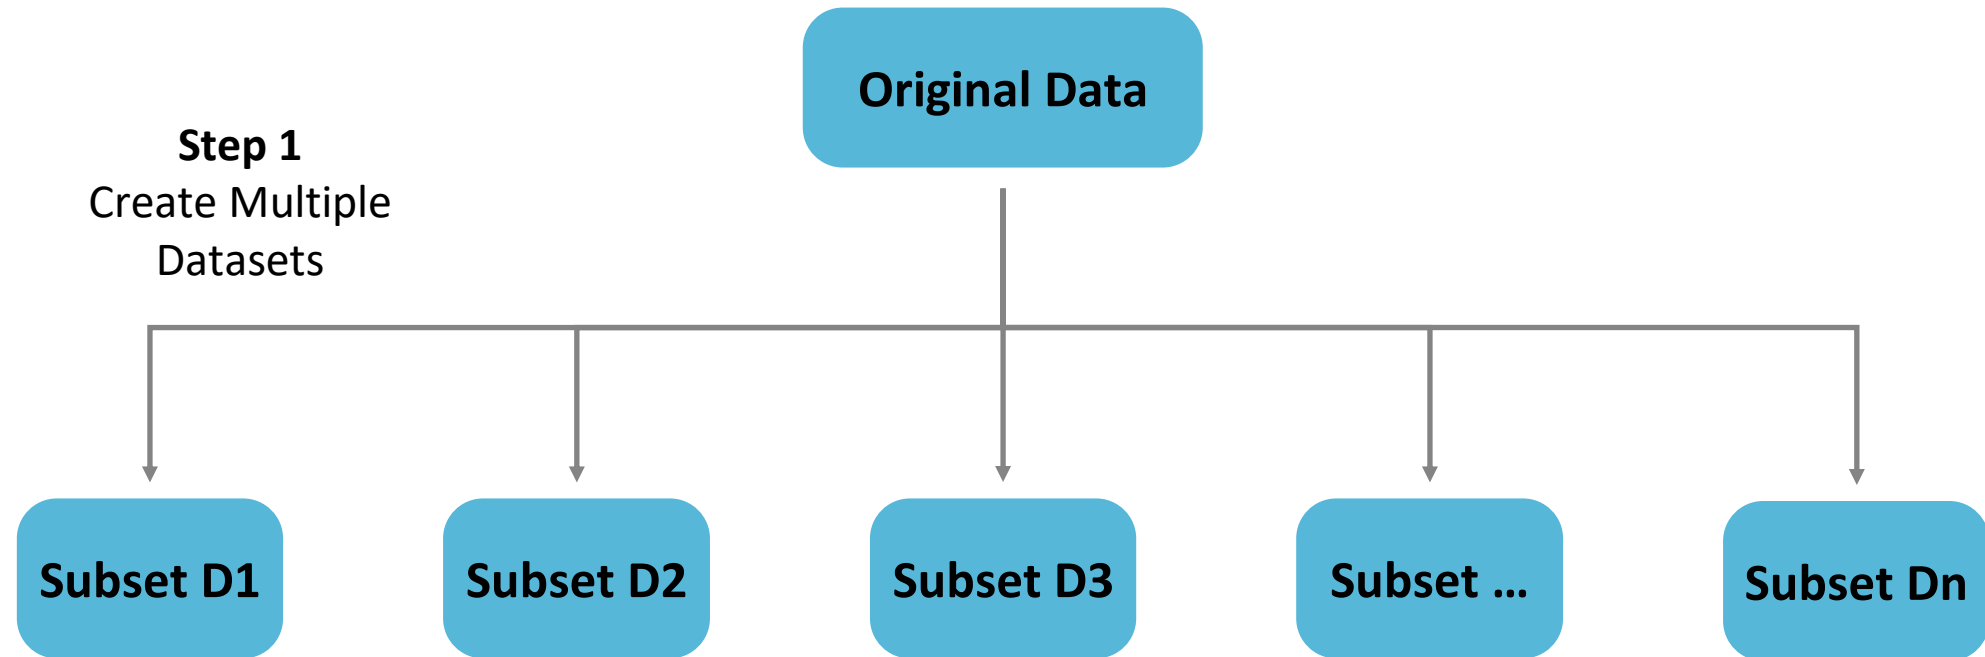 Original Data
Step 1
Create Multiple
Datasets
Subset D1
Subset D2
Subset D3
Subset …
Subset Dn